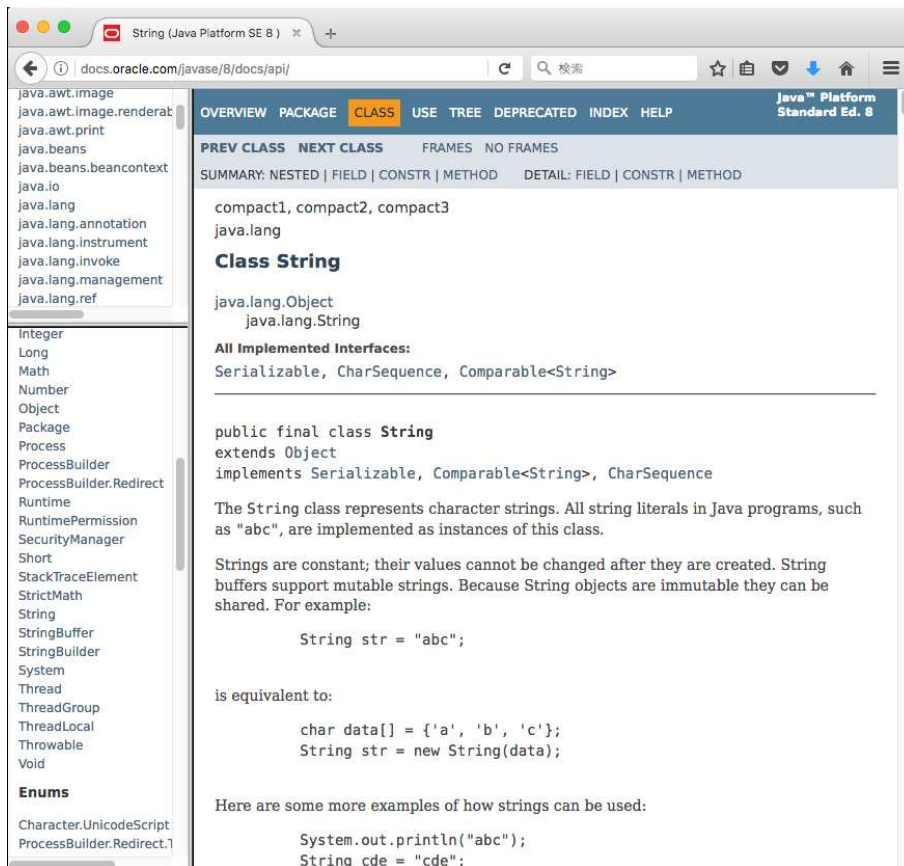 String (Java Platform SE 8 )
docs.oracle.com/javase/8/docs/api/
検索
java.awt.image
java.awt.image.renderab
java.awt.print
java.beans
java.beans.beancontext
java.io
java.lang
java.lang.annotation
java.lang.instrument
java.lang.invoke
java.lang.management
java.lang.ref
Integer
Long
Math
Number
Object
Package
Process
ProcessBuilder
ProcessBuilder.Redirect
Runtime
RuntimePermission
SecurityManager
Short
StackTraceElement
StrictMath
String
StringBuffer
StringBuilder
System
Thread
ThreadGroup
ThreadLocal
Throwable
Void
Enums
Character.UnicodeScript
ProcessBuilder.Redirect.T
OVERVIEW PACKAGE CLASS USE TREE DEPRECATED INDEX HELP
Java™ Platform
Standard Ed. 8
PREV CLASS NEXT CLASS FRAMES NO FRAMES
SUMMARY: NESTED | FIELD | CONSTR | METHOD DETAIL: FIELD | CONSTR | METHOD
compact1, compact2, compact3
java.lang
Class String
java.lang.Object
java.lang.String
All Implemented Interfaces:
Serializable, CharSequence, Comparable<String>
public final class String
extends Object
implements Serializable, Comparable<String>, CharSequence
The String class represents character strings. All string literals in Java programs, such
as "abc", are implemented as instances of this class.
Strings are constant; their values cannot be changed after they are created. String
buffers support mutable strings. Because String objects are immutable they can be
shared. For example:
String str = "abc";
is equivalent to:
char data[] = {'a', 'b', 'c'};
String str = new String(data);
Here are some more examples of how strings can be used:
System.out.println("abc");
String cde = "cde";